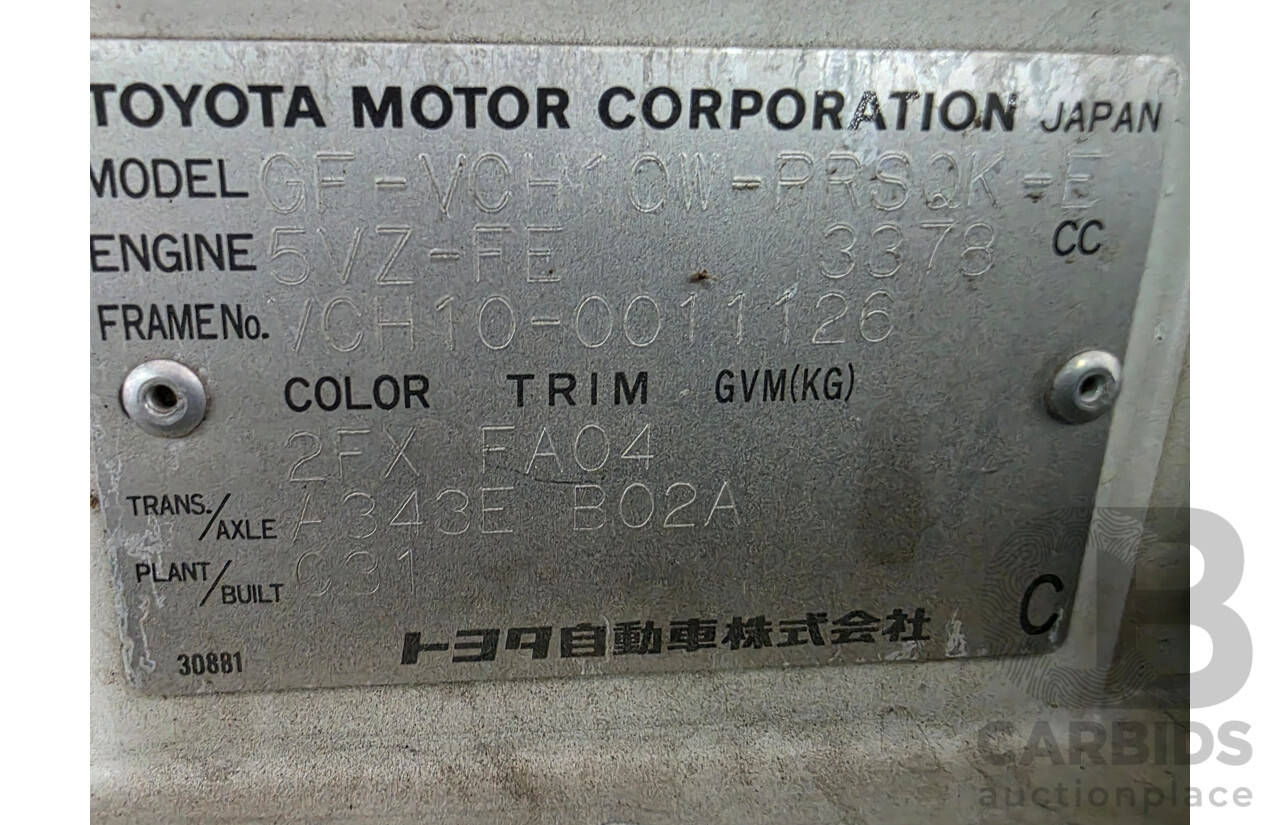 TOYOTA MOTOR CORPORATION JAPAN
MODEL GF-VCH10W-PRSQK-E
ENGINE 5VZ-FE 3378 CC
FRAME No. VCH10-0011126
COLOR TRIM GVM(KG)
2FX FA04
TRANS./AXLE A343E B02A
PLANT/BUILT C31
トヨタ自動車株式会社 C
30881
CARBIDS
auctionplace